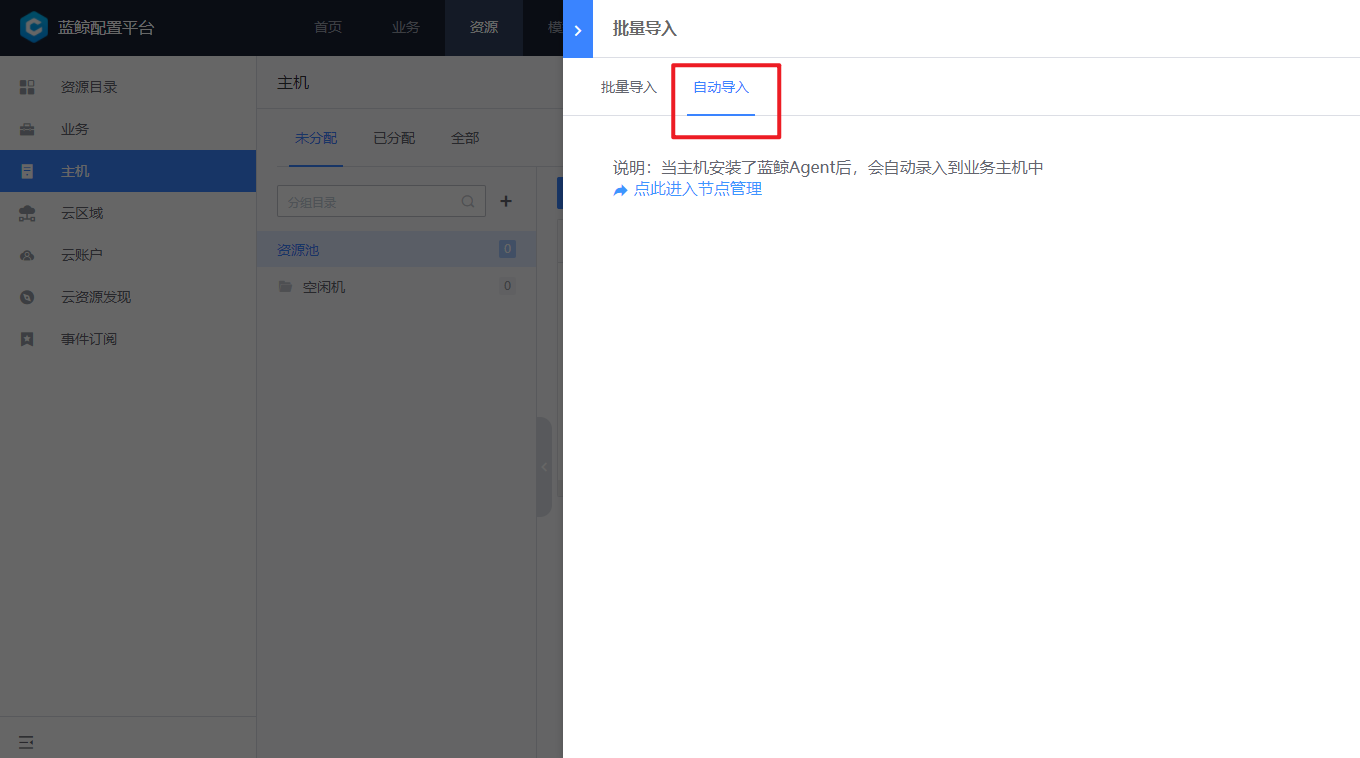 蓝鲸配置平台
首页
业务
资源
模
资源目录
业务
主机
云区域
云账户
云资源发现
事件订阅
主机
未分配
已分配
全部
分组目录
资源池
0
空闲机
0
批量导入
批量导入
自动导入
说明：当主机安装了蓝鲸Agent后，会自动录入到业务主机中
点此进入节点管理